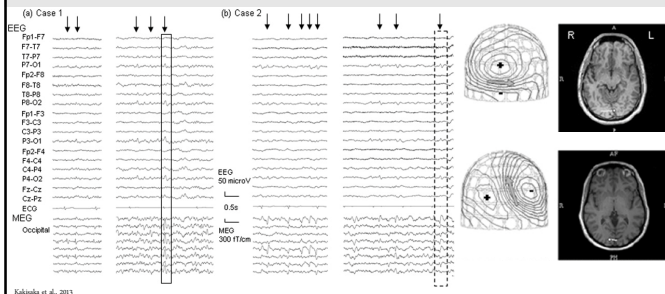 (a) Case 1
(b) Case 2
EEG
Fp1-F7
F7-T7
T7-P7
P7-O1
Fp2-F8
F8-T8
T8-P8
P8-O2
Fp1-F3
F3-C3
C3-P3
P3-O1
Fp2-F4
F4-C4
C4-P4
P4-O2
Fz-Cz
Cz-Pz
ECG
MEG
Occipital
EEG
50 microV
0.5s
MEG
300 fT/cm
R L
A
R
P
R
Kakisaka et al., 2013